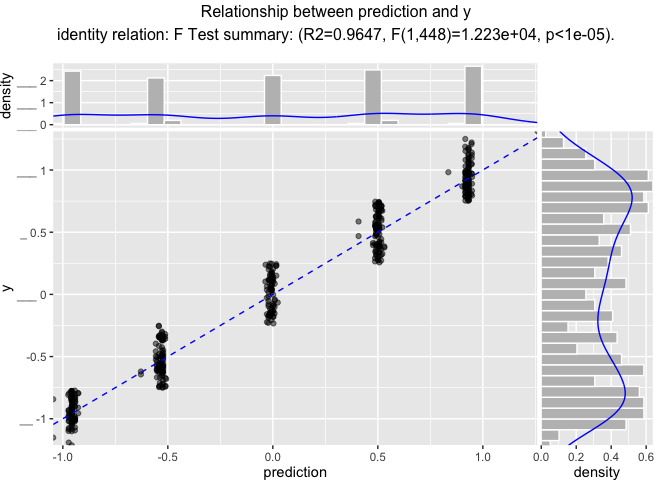 Relationship between prediction and y
identity relation: F Test summary: (R2=0.9647, F(1,448)=1.223e+04, p<1e-05).
density
2
1
0
y
1
0.5
0
-0.5
-1
-1.0
-0.5
0.0
0.5
1.0
prediction
0.0
0.2
0.4
0.6
density